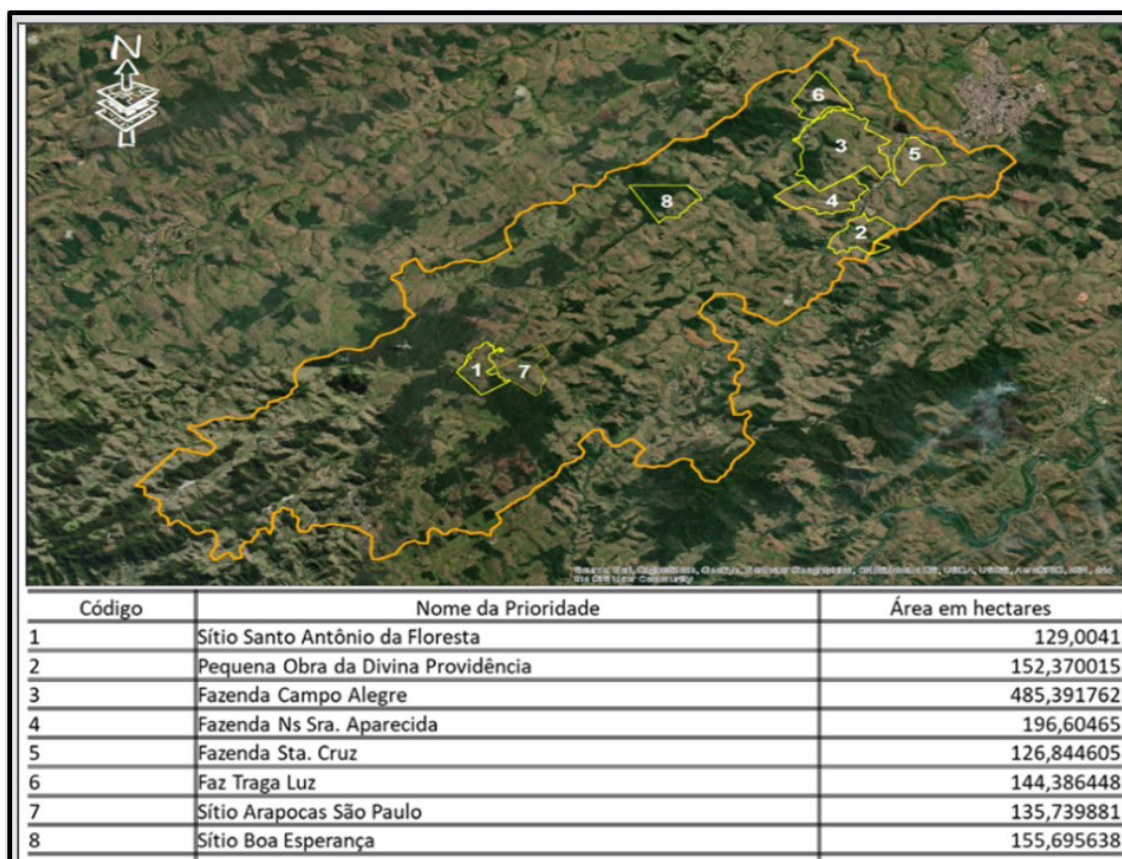 N
6
3
5
8
4
2
1
7
Código Nome da Prioridade Área em hectares
1 Sítio Santo Antônio da Floresta 129,0041
2 Pequena Obra da Divina Providência 152,370015
3 Fazenda Campo Alegre 485,391762
4 Fazenda Ns Sra. Aparecida 196,60465
5 Fazenda Sta. Cruz 126,844605
6 Faz Traga Luz 144,386448
7 Sítio Arapocas São Paulo 135,739881
8 Sítio Boa Esperança 155,695638